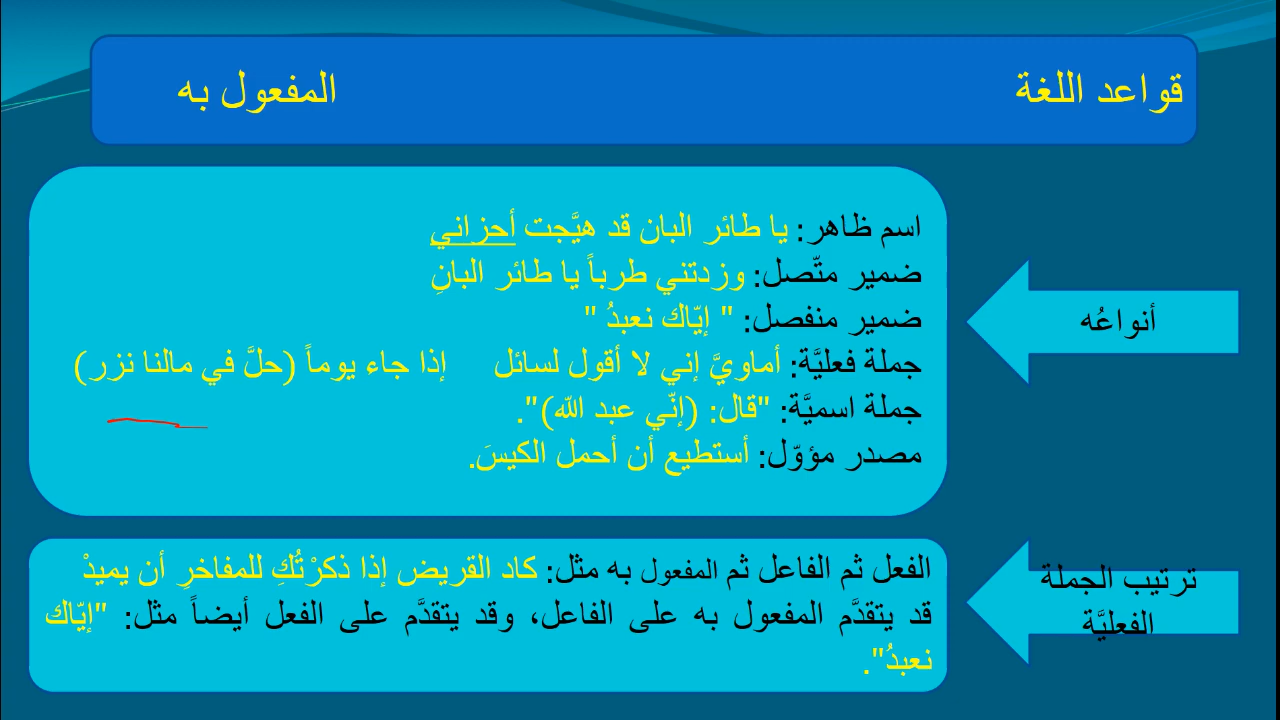 قواعد اللغة المفعول به
أنواعُه
اسم ظاهر: يا طائر البان قد هيَّجت أحزاني
ضمير متّصل: وزدتني طرباً يا طائر البانِ
ضمير منفصل: " إيّاك نعبدُ "
جملة فعليَّة: أماويَّ إني لا أقول لسائل إذا جاء يوماً (حلَّ في مالنا نزر)
جملة اسميَّة: "قال: (إنّي عبد الله)".
مصدر مؤوّل: أستطيع أن أحمل الكيسَ.
ترتيب الجملة
الفعليَّة
الفعل ثم الفاعل ثم المفعول به مثل: كاد القريض إذا ذكرْتُكِ للمفاخرِ أن يميدْ
قد يتقدَّم المفعول به على الفاعل، وقد يتقدَّم على الفعل أيضاً مثل: "إيّاك
نعبدُ".